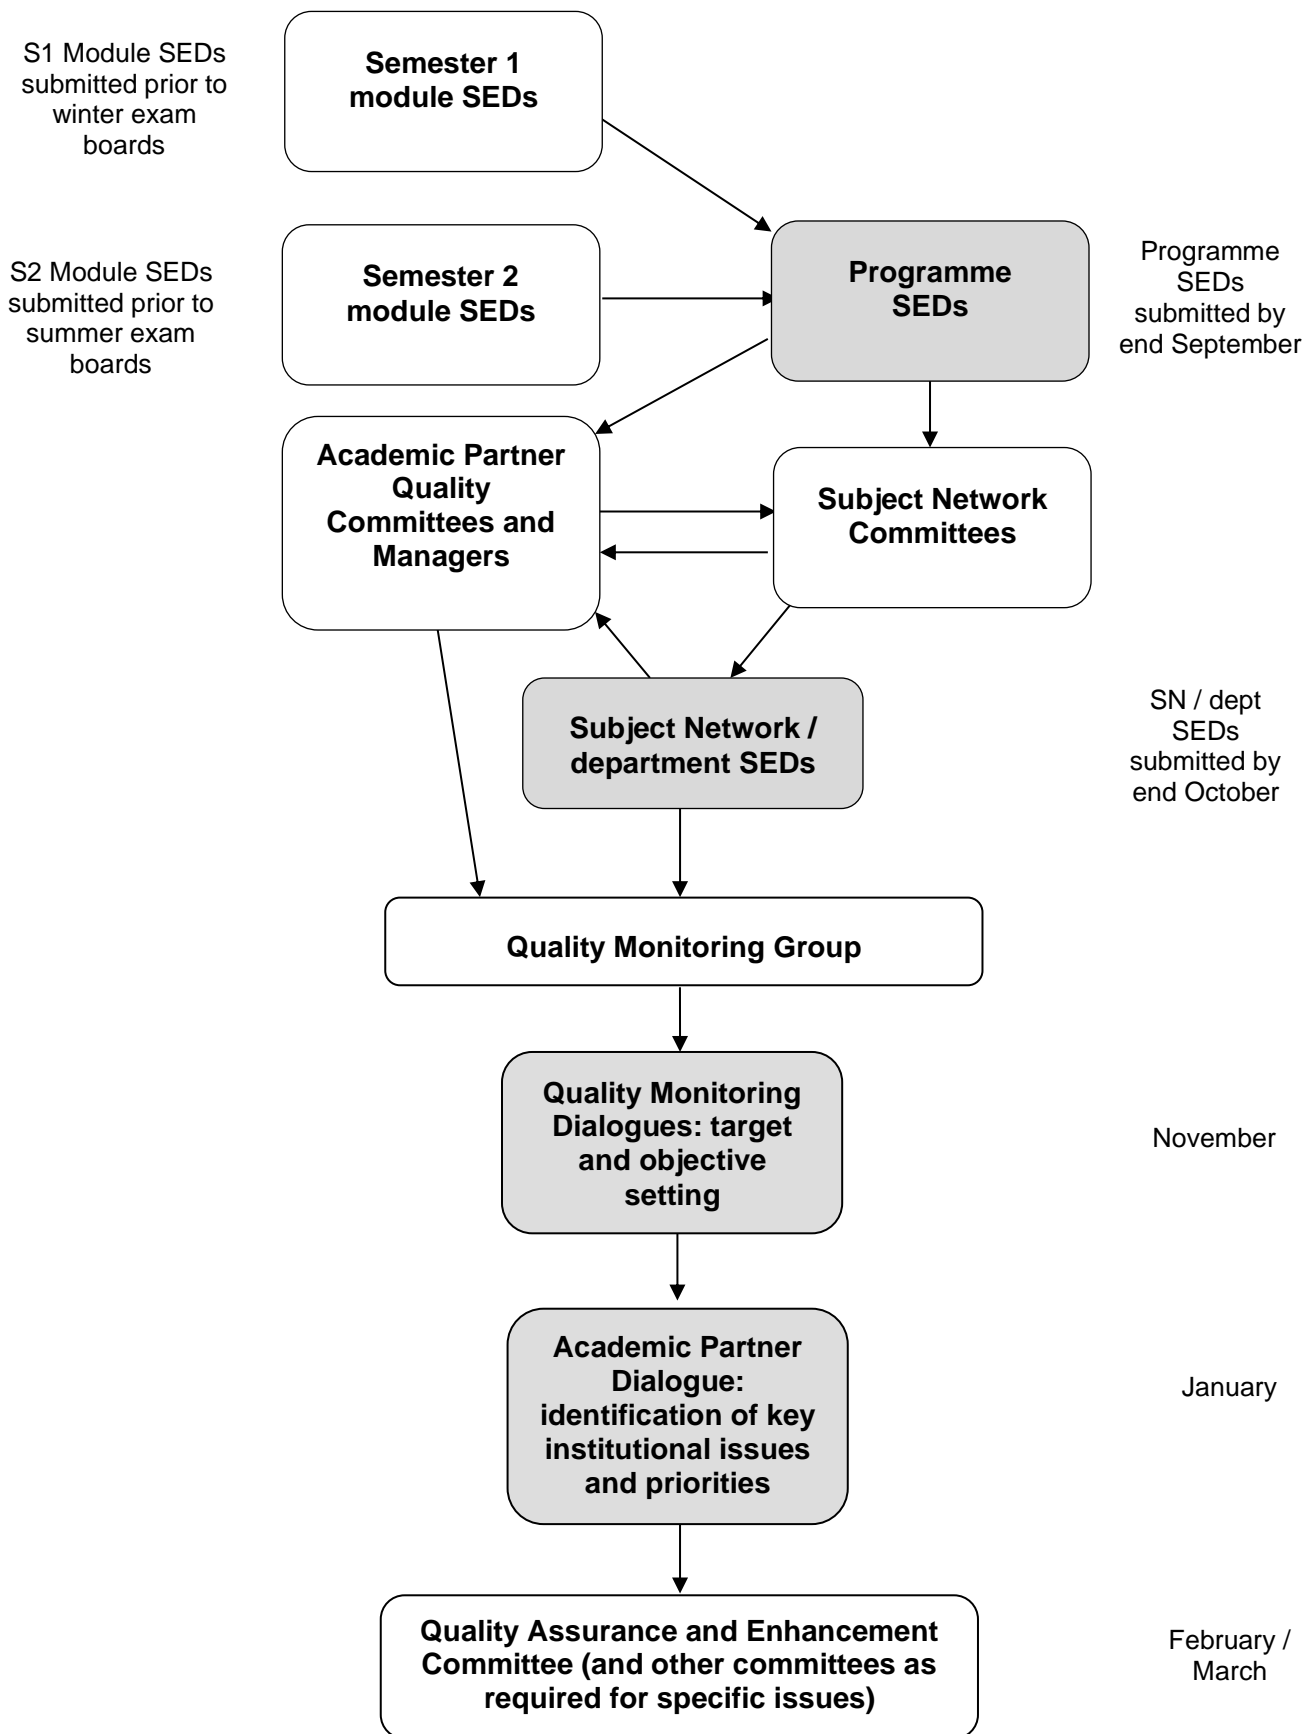 S1 Module SEDs
submitted prior to
winter exam
boards
Semester 1
module SEDs
S2 Module SEDs
submitted prior to
summer exam
boards
Semester 2
module SEDs
Programme
SEDs
Programme
SEDs
submitted by
end September
Academic Partner
Quality
Committees and
Managers
Subject Network
Committees
Subject Network /
department SEDs
SN / dept
SEDs
submitted by
end October
Quality Monitoring Group
Quality Monitoring
Dialogues: target
and objective
setting
November
Academic Partner
Dialogue:
identification of key
institutional issues
and priorities
January
Quality Assurance and Enhancement
Committee (and other committees as
required for specific issues)
February /
March